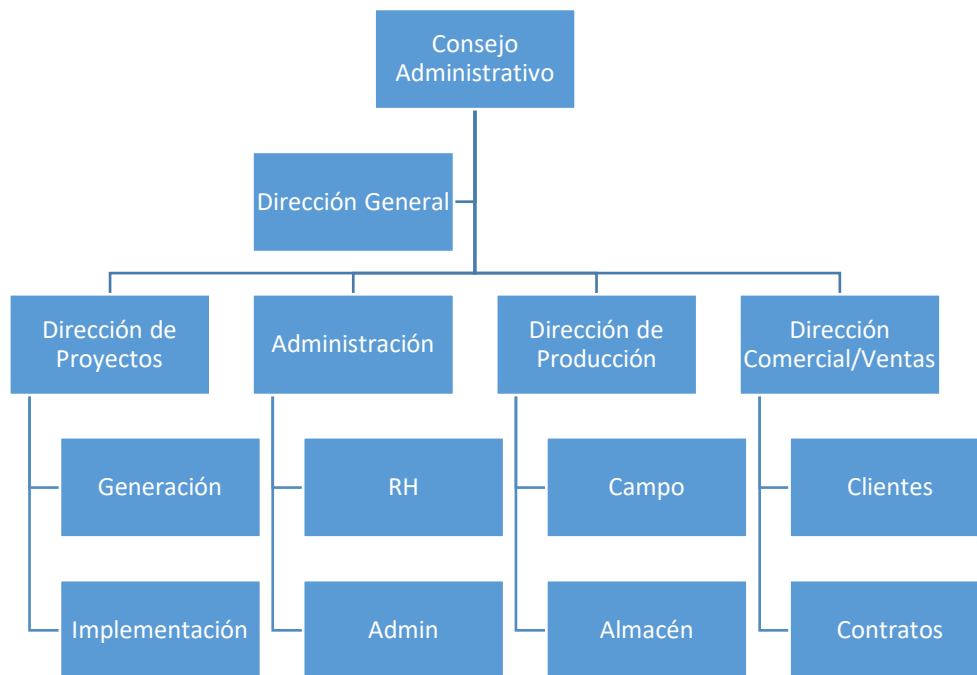 Consejo
Administrativo
Dirección General
Dirección de
Proyectos
Administración
Dirección de
Producción
Dirección
Comercial/Ventas
Generación
RH
Campo
Clientes
Implementación
Admin
Almacén
Contratos